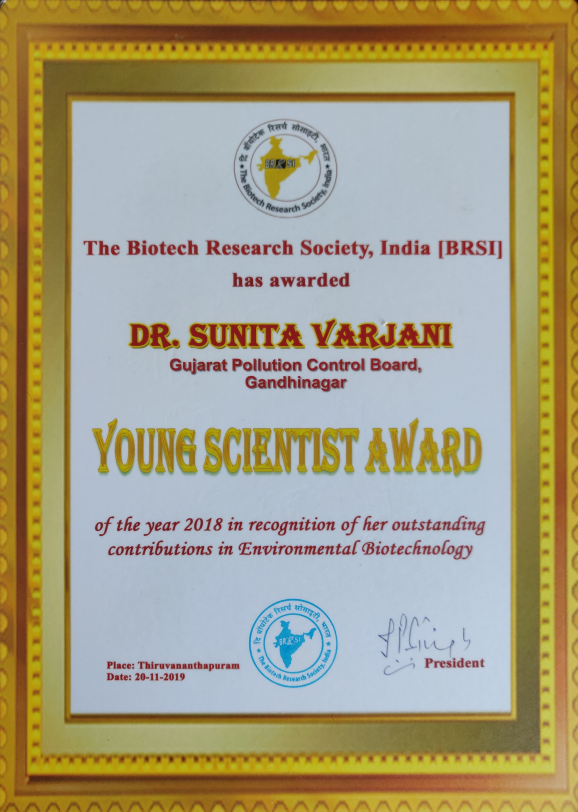 दि बॉयोटेक रिसर्च सोसाइटी, भारत
BRSI
The Biotech Research Society, India
The Biotech Research Society, India [BRSI]
has awarded
DR. SUNITA VARJANI
Gujarat Pollution Control Board,
Gandhinagar
YOUNG SCIENTIST AWARD
of the year 2018 in recognition of her outstanding
contributions in Environmental Biotechnology
दि बॉयोटेक रिसर्च सोसाइटी, भारत
BRSI
The Biotech Research Society, India
Place: Thiruvananthapuram
Date: 20-11-2019
President